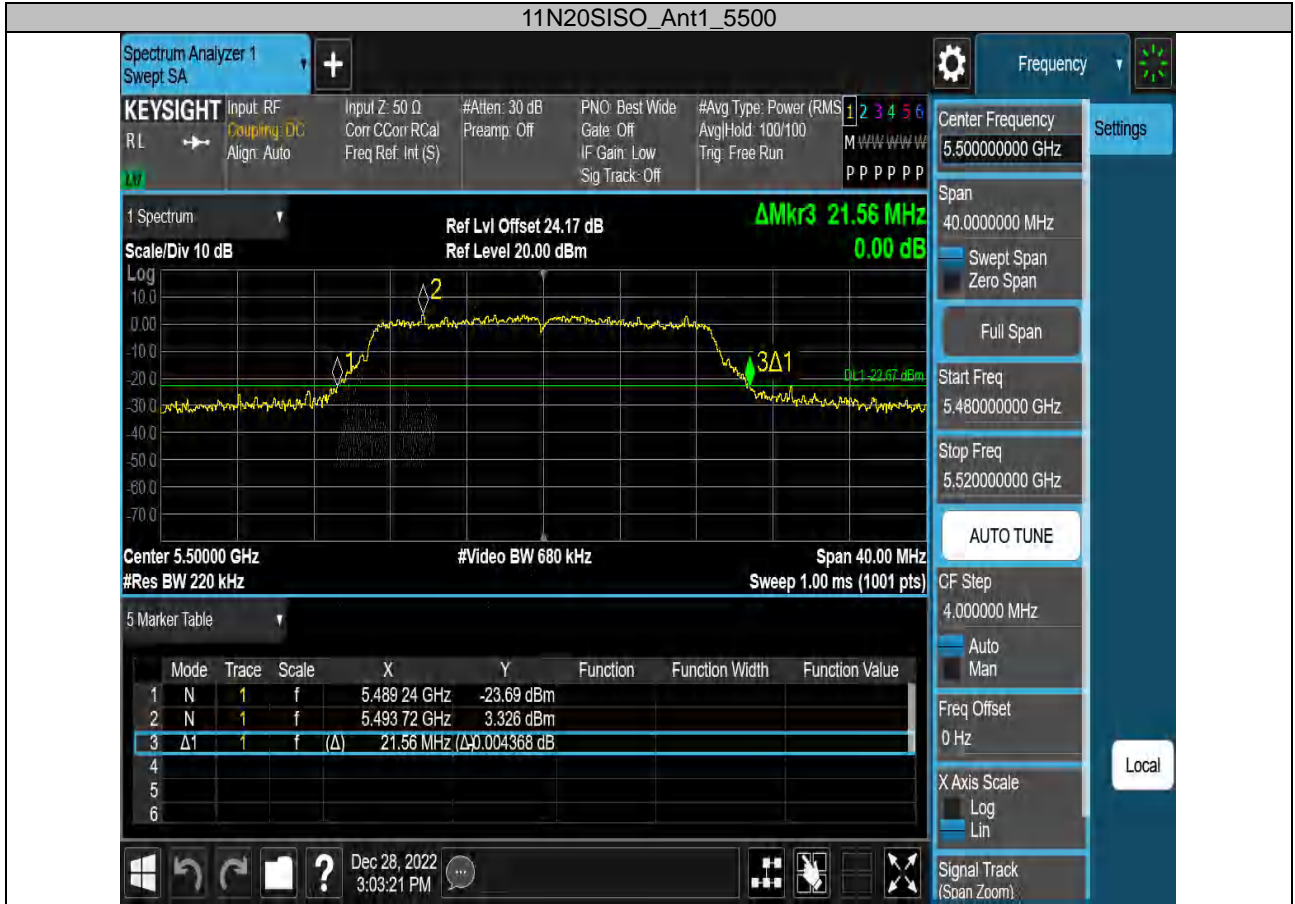 11N20SISO_Ant1_5500
Spectrum Analyzer 1
Swept SA
Frequency
KEYSIGHT
RL
Input: RF
Coupling: DC
Align: Auto
Input Z: 50 Ω
Corr CCorr RCal
Freq Ref: Int (S)
#Atten: 30 dB
Preamp: Off
PNO: Best Wide
Gate: Off
IF Gain: Low
Sig Track: Off
#Avg Type: Power (RMS
Avg|Hold: 100/100
Trig: Free Run
1 2 3 4 5 6
M W W W W W
P P P P P P
1 Spectrum
Scale/Div 10 dB
Ref Lvl Offset 24.17 dB
Ref Level 20.00 dBm
ΔMkr3 21.56 MHz
0.00 dB
Log
10.0
0.00
-10.0
-20.0
-30.0
-40.0
-50.0
-60.0
-70.0
2
1
3Δ1
DL1 -22.67 dBm
Center 5.50000 GHz
#Video BW 680 kHz
Span 40.00 MHz
#Res BW 220 kHz
Sweep 1.00 ms (1001 pts)
5 Marker Table
Mode Trace Scale X Y Function Function Width Function Value
1 N 1 f 5.489 24 GHz -23.69 dBm
2 N 1 f 5.493 72 GHz 3.326 dBm
3 Δ1 1 f (Δ) 21.56 MHz (Δ) -0.004368 dB
4
5
6
Dec 28, 2022
3:03:21 PM
Center Frequency
5.500000000 GHz
Settings
Span
40.0000000 MHz
Swept Span
Zero Span
Full Span
Start Freq
5.480000000 GHz
Stop Freq
5.520000000 GHz
AUTO TUNE
CF Step
4.000000 MHz
Auto
Man
Freq Offset
0 Hz
Local
X Axis Scale
Log
Lin
Signal Track
(Span Zoom)